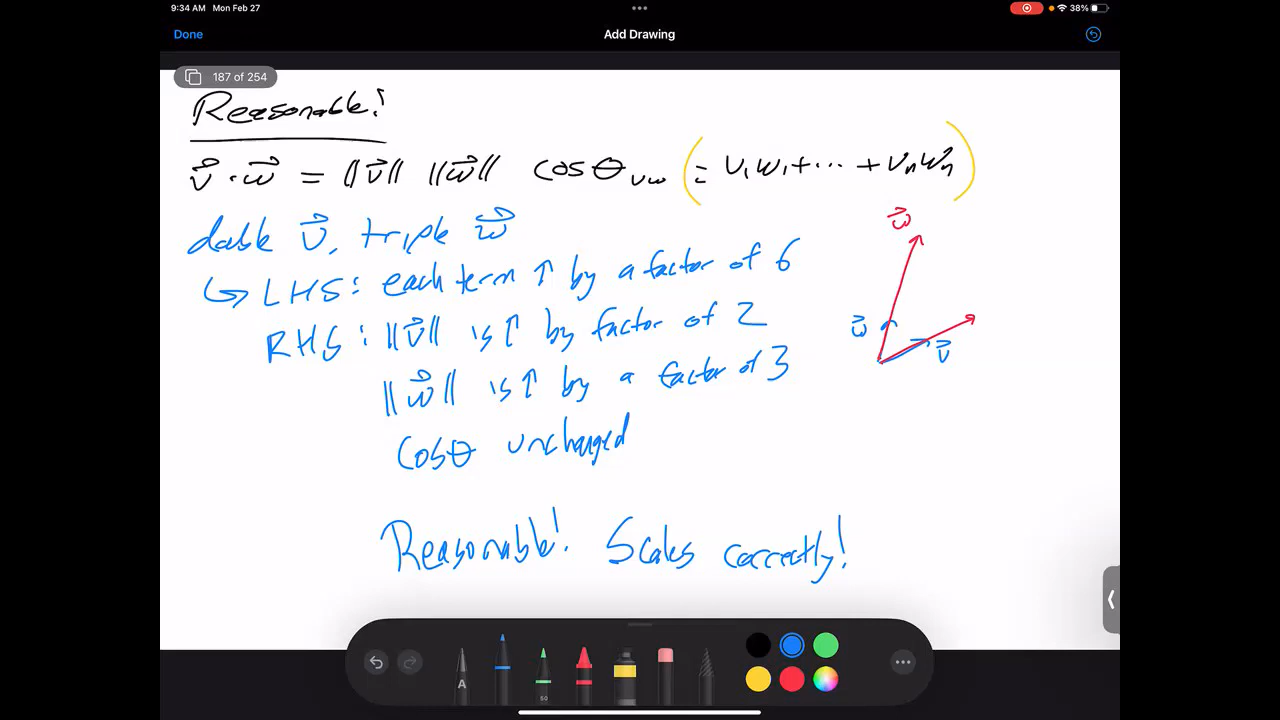 9:34 AM Mon Feb 27
38%
Done
Add Drawing
187 of 254
Reasonable!
v⃗ · w⃗ = ||v⃗|| ||w⃗|| cosθvw (= v₁w₁ + ··· + vₙwₙ)
double v⃗, triple w⃗
w⃗
↪ LHS: each term ↑ by a factor of 6
RHS: ||v⃗|| is ↑ by factor of 2
w⃗
v⃗
||w⃗|| is ↑ by a factor of 3
cosθ unchanged
Reasonable! Scales correctly!
A
50